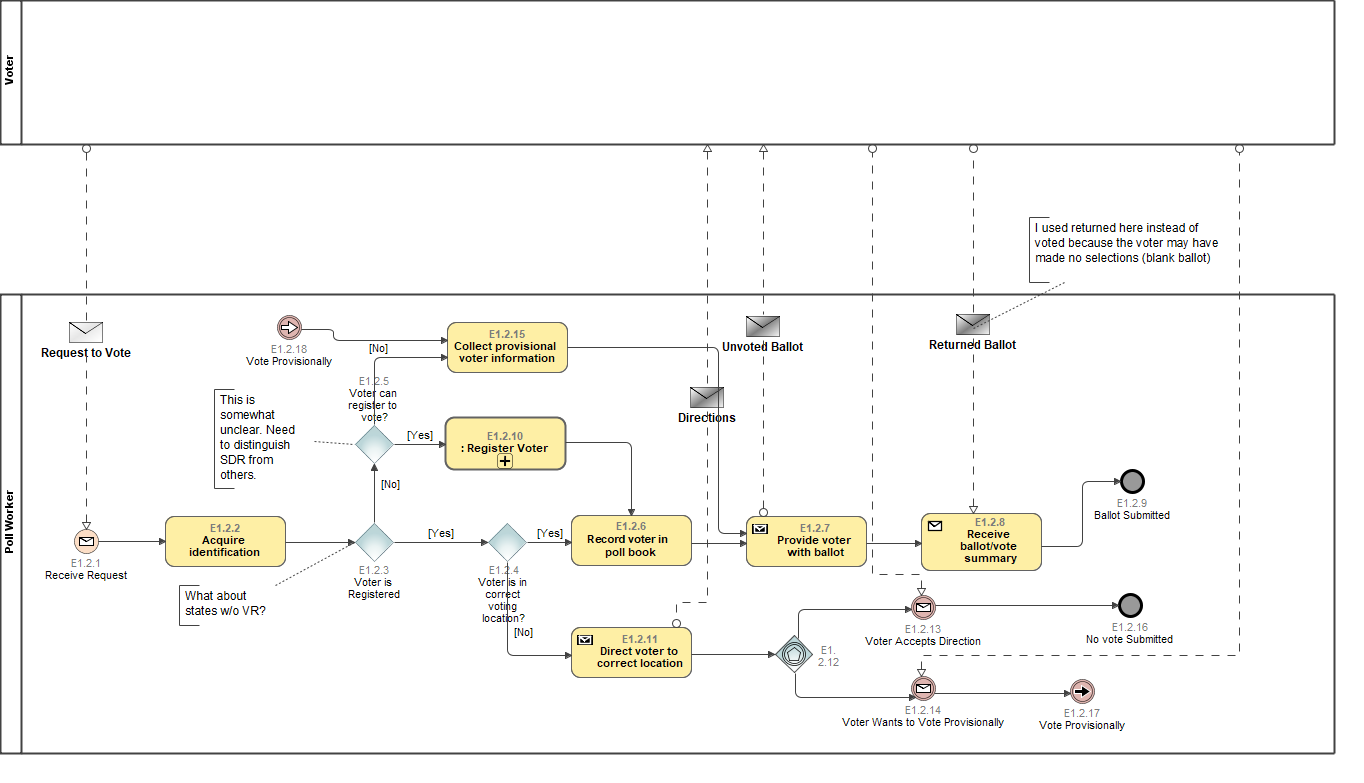 Voter
I used returned here instead of
voted because the voter may have
made no selections (blank ballot)
Poll Worker
Request to Vote
E1.2.18
Vote Provisionally
[No]
E1.2.15
Collect provisional
voter information
Unvoted Ballot
Returned Ballot
Directions
This is
somewhat
unclear. Need
to distinguish
SDR from
others.
E1.2.5
Voter can
register to
vote?
[Yes]
E1.2.10
: Register Voter
[No]
E1.2.1
Receive Request
E1.2.2
Acquire
identification
E1.2.3
Voter is
Registered
[Yes]
E1.2.4
Voter is in
correct
voting
location?
[Yes]
[No]
E1.2.6
Record voter in
poll book
E1.2.7
Provide voter
with ballot
E1.2.8
Receive
ballot/vote
summary
E1.2.9
Ballot Submitted
What about
states w/o VR?
E1.2.11
Direct voter to
correct location
E1.
2.12
E1.2.13
Voter Accepts Direction
E1.2.16
No vote Submitted
E1.2.14
Voter Wants to Vote Provisionally
E1.2.17
Vote Provisionally